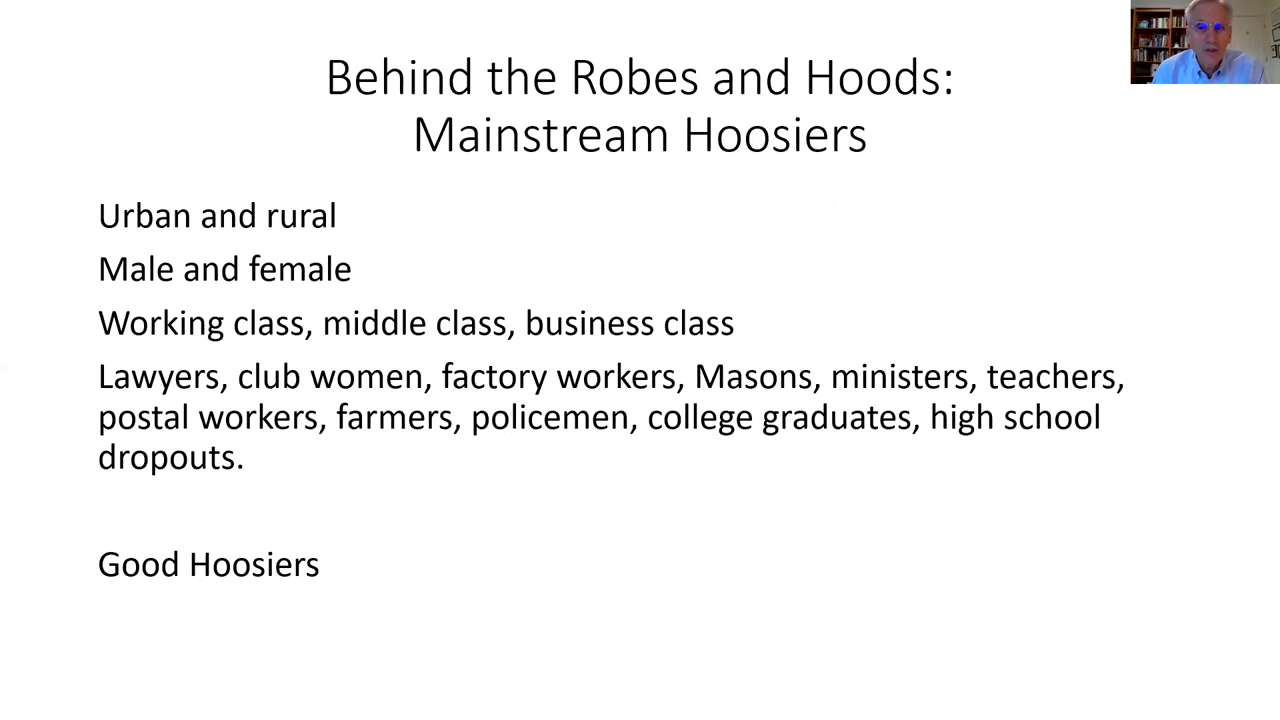 Behind the Robes and Hoods:
Mainstream Hoosiers
Urban and rural
Male and female
Working class, middle class, business class
Lawyers, club women, factory workers, Masons, ministers, teachers,
postal workers, farmers, policemen, college graduates, high school
dropouts.
Good Hoosiers